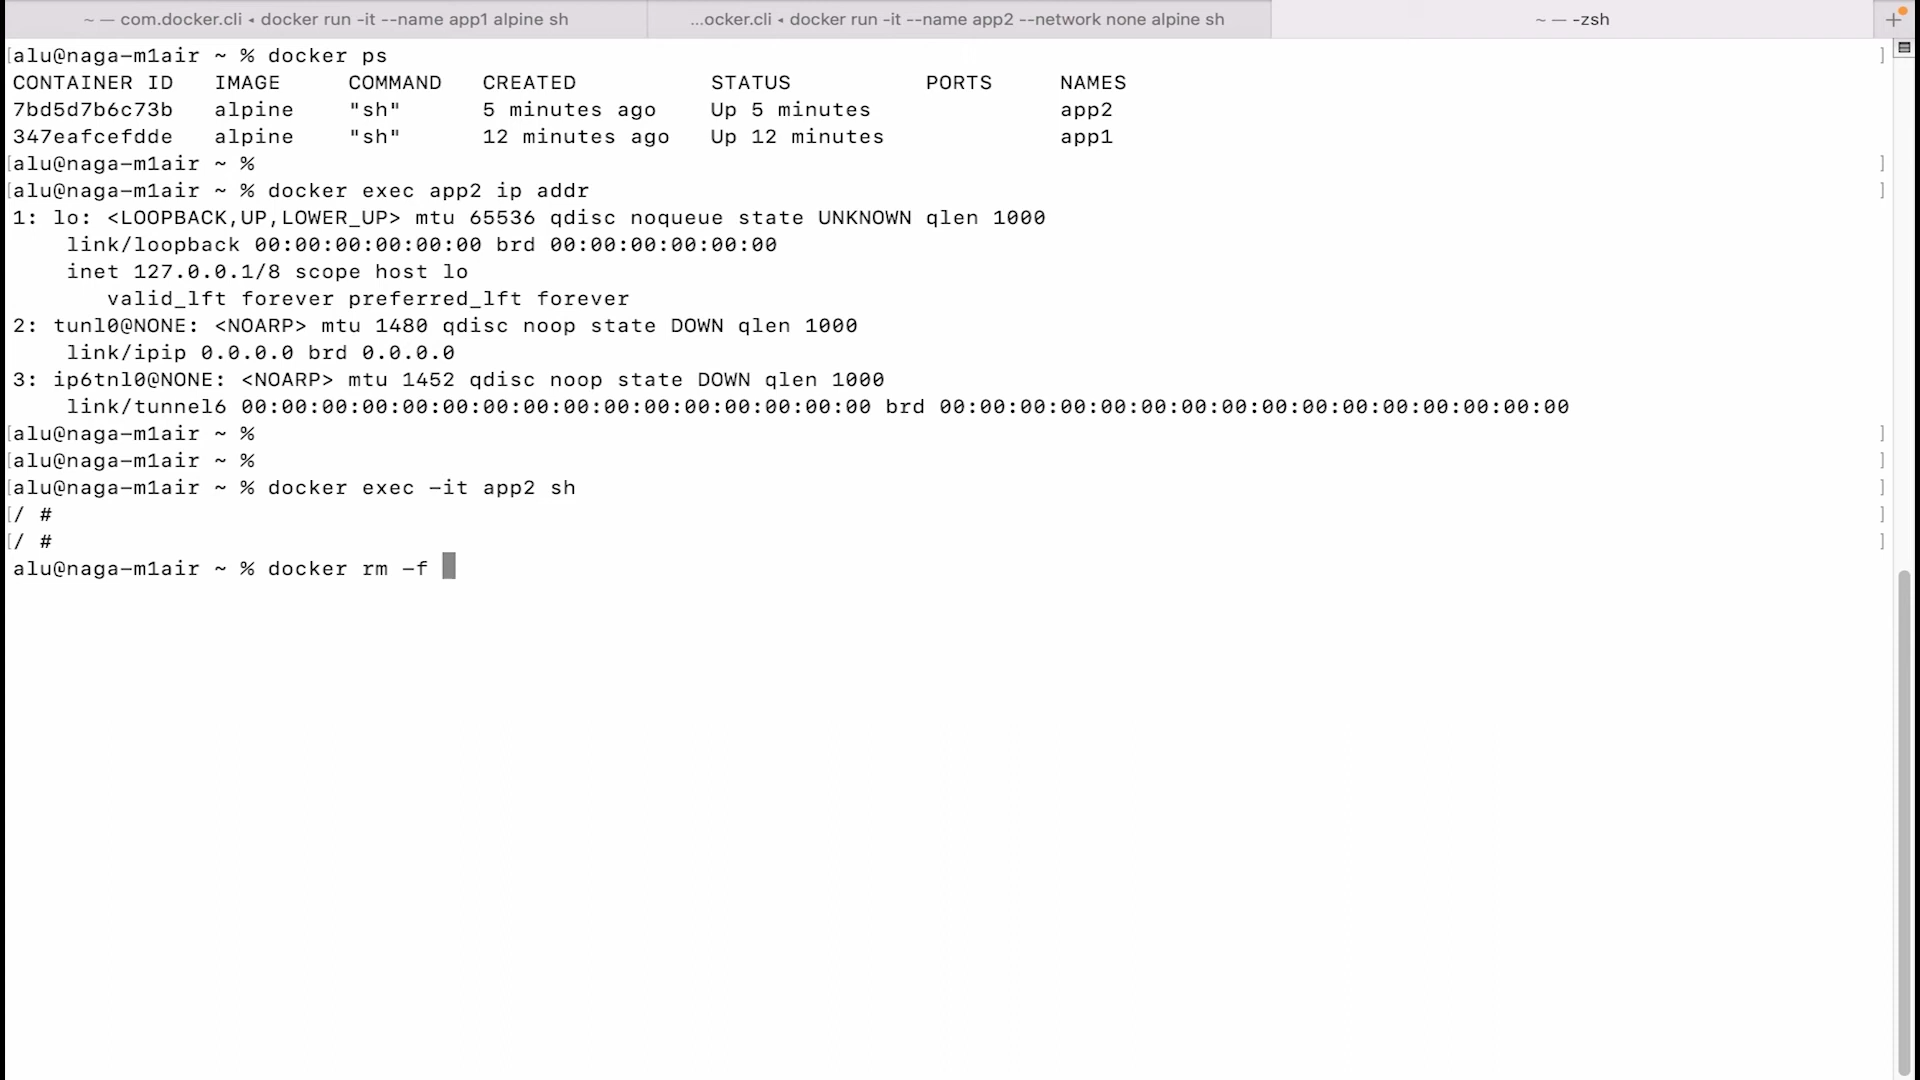 ~ — com.docker.cli ◂ docker run -it --name app1 alpine sh
...ocker.cli ◂ docker run -it --name app2 --network none alpine sh
~ — -zsh
[alu@naga-m1air ~ % docker ps ]
CONTAINER ID   IMAGE     COMMAND   CREATED          STATUS          PORTS     NAMES
7bd5d7b6c73b   alpine    "sh"      5 minutes ago    Up 5 minutes              app2
347eafcefdde   alpine    "sh"      12 minutes ago   Up 12 minutes             app1
[alu@naga-m1air ~ % ]
[alu@naga-m1air ~ % docker exec app2 ip addr ]
1: lo: <LOOPBACK,UP,LOWER_UP> mtu 65536 qdisc noqueue state UNKNOWN qlen 1000
    link/loopback 00:00:00:00:00:00 brd 00:00:00:00:00:00
    inet 127.0.0.1/8 scope host lo
       valid_lft forever preferred_lft forever
2: tunl0@NONE: <NOARP> mtu 1480 qdisc noop state DOWN qlen 1000
    link/ipip 0.0.0.0 brd 0.0.0.0
3: ip6tnl0@NONE: <NOARP> mtu 1452 qdisc noop state DOWN qlen 1000
    link/tunnel6 00:00:00:00:00:00:00:00:00:00:00:00:00:00:00:00 brd 00:00:00:00:00:00:00:00:00:00:00:00:00:00:00:00
[alu@naga-m1air ~ % ]
[alu@naga-m1air ~ % ]
[alu@naga-m1air ~ % docker exec -it app2 sh ]
[/ # ]
[/ # ]
alu@naga-m1air ~ % docker rm -f